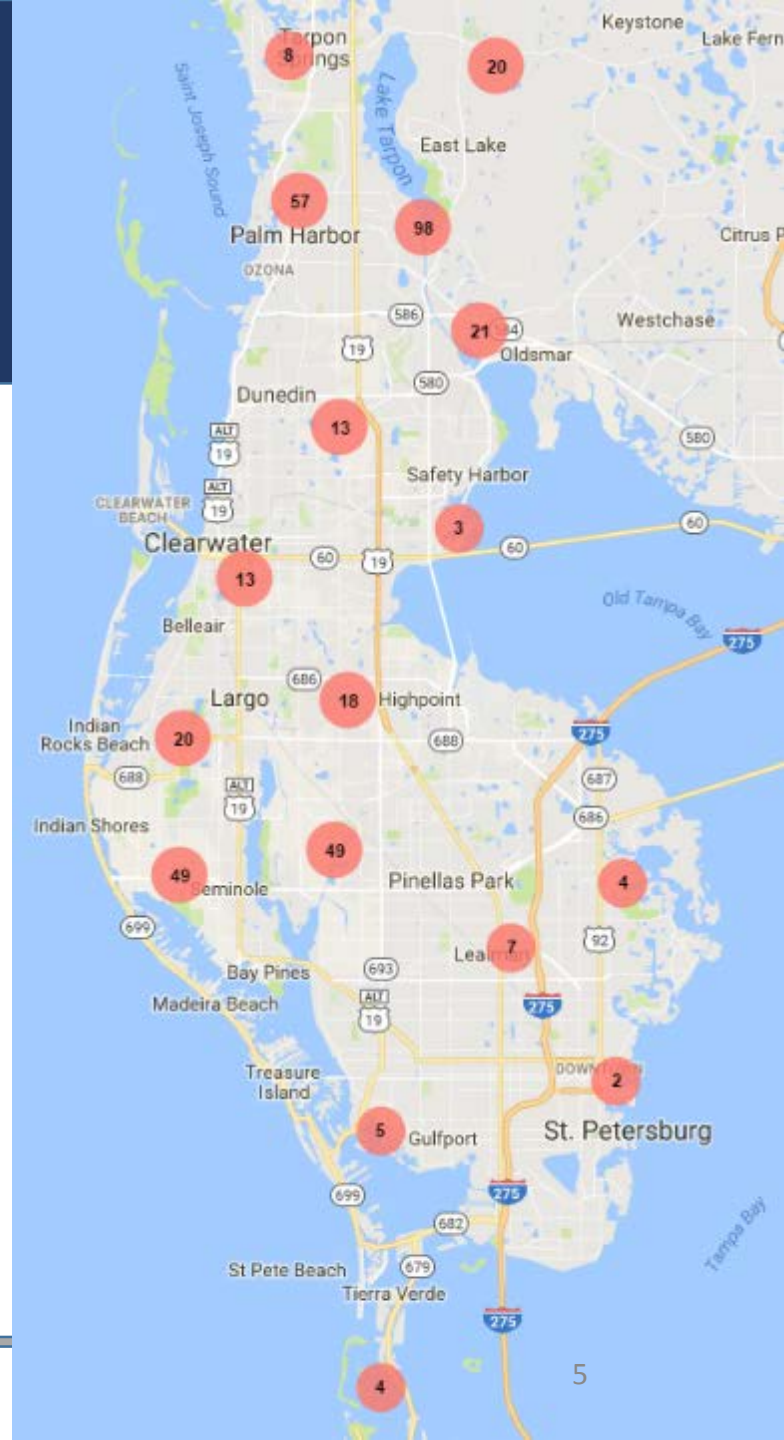 Keystone
Lake Fern
Tarpon
Springs
8
20
Saint Joseph Sound
Lake Tarpon
East Lake
57
98
Palm Harbor
Citrus P
OZONA
586
21
584
Westchase
19
Oldsmar
580
Dunedin
13
ALT
19
580
Safety Harbor
ALT
19
CLEARWATER
BEACH
3
60
60
Clearwater
60
19
13
Old Tampa Bay
Belleair
275
686
Largo
18
Highpoint
Indian
Rocks Beach
20
688
275
688
687
ALT
19
686
Indian Shores
49
49
Seminole
Pinellas Park
4
699
7
Lealman
92
Bay Pines
693
Madeira Beach
ALT
19
275
Treasure
Island
DOWNTOWN
2
5
Gulfport
St. Petersburg
699
275
682
St Pete Beach
679
Tierra Verde
Tampa Bay
275
4
5